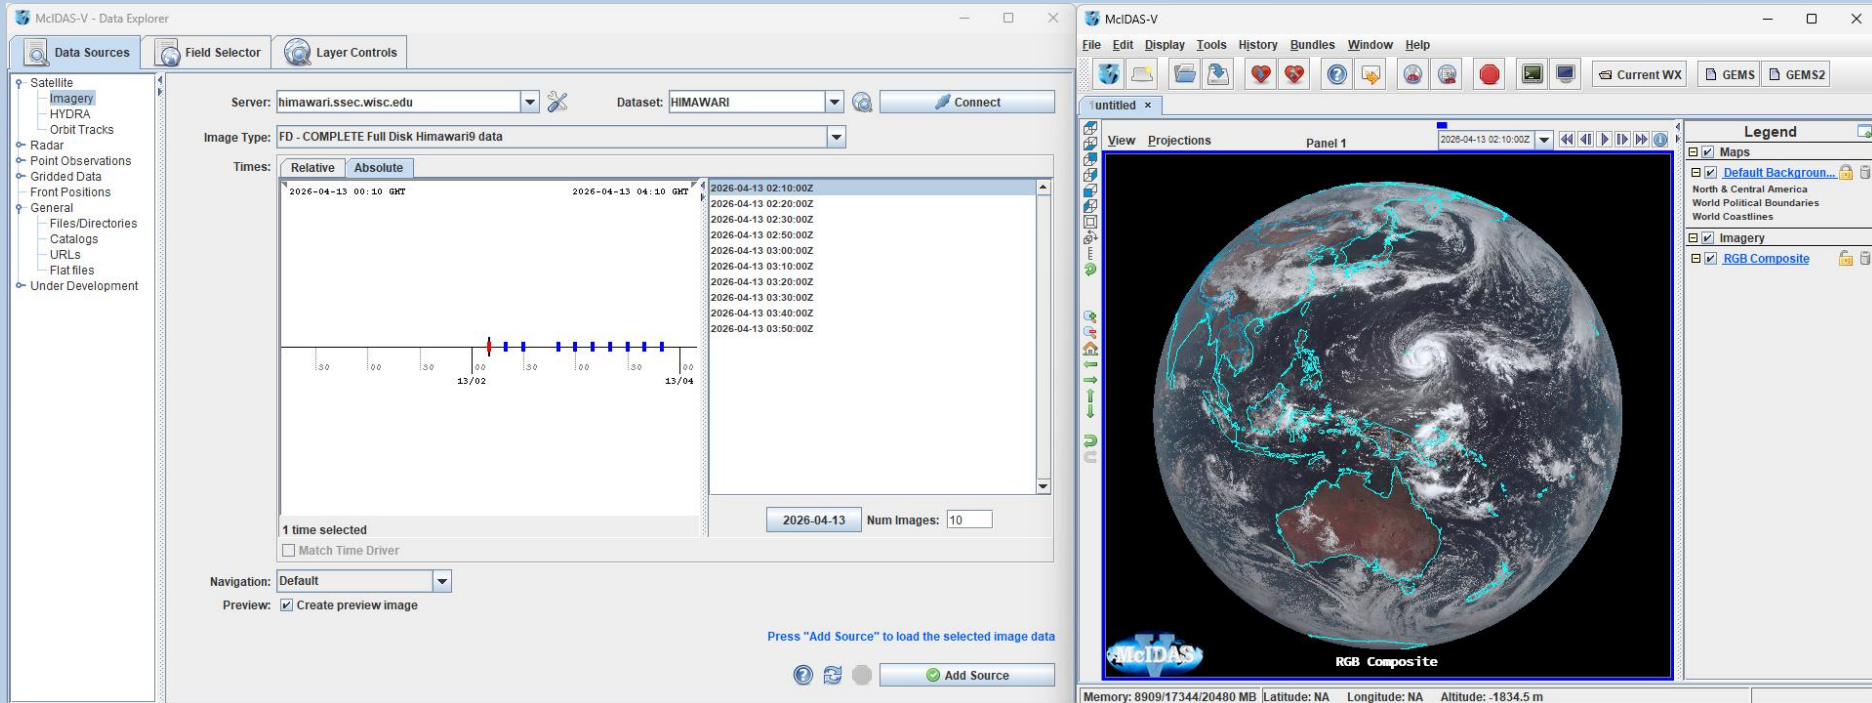 McIDAS-V - Data Explorer
Data Sources
Field Selector
Layer Controls
Satellite
Imagery
HYDRA
Orbit Tracks
Radar
Point Observations
Gridded Data
Front Positions
General
Files/Directories
Catalogs
URLs
Flat files
Under Development
Server: himawari.ssec.wisc.edu Dataset: HIMAWARI Connect
Image Type: FD - COMPLETE Full Disk Himawari9 data
Times: Relative Absolute
2026-04-13 00:10 GMT 2026-04-13 04:10 GMT
:30 :00 :30 :30 :00 :30 :00
13/02 13/04
2026-04-13 02:10:00Z
2026-04-13 02:20:00Z
2026-04-13 02:30:00Z
2026-04-13 02:50:00Z
2026-04-13 03:00:00Z
2026-04-13 03:10:00Z
2026-04-13 03:20:00Z
2026-04-13 03:30:00Z
2026-04-13 03:40:00Z
2026-04-13 03:50:00Z
1 time selected
2026-04-13 Num Images: 10
Match Time Driver
Navigation: Default
Preview: Create preview image
Press "Add Source" to load the selected image data
Add Source
McIDAS-V
File Edit Display Tools History Bundles Window Help
Current WX GEMS GEMS2
untitled
View Projections Panel 1 2026-04-13 02:10:00Z
McIDAS
RGB Composite
Legend
Maps
Default Backgroun...
North & Central America
World Political Boundaries
World Coastlines
Imagery
RGB Composite
Memory: 8909/17344/20480 MB Latitude: NA Longitude: NA Altitude: -1834.5 m